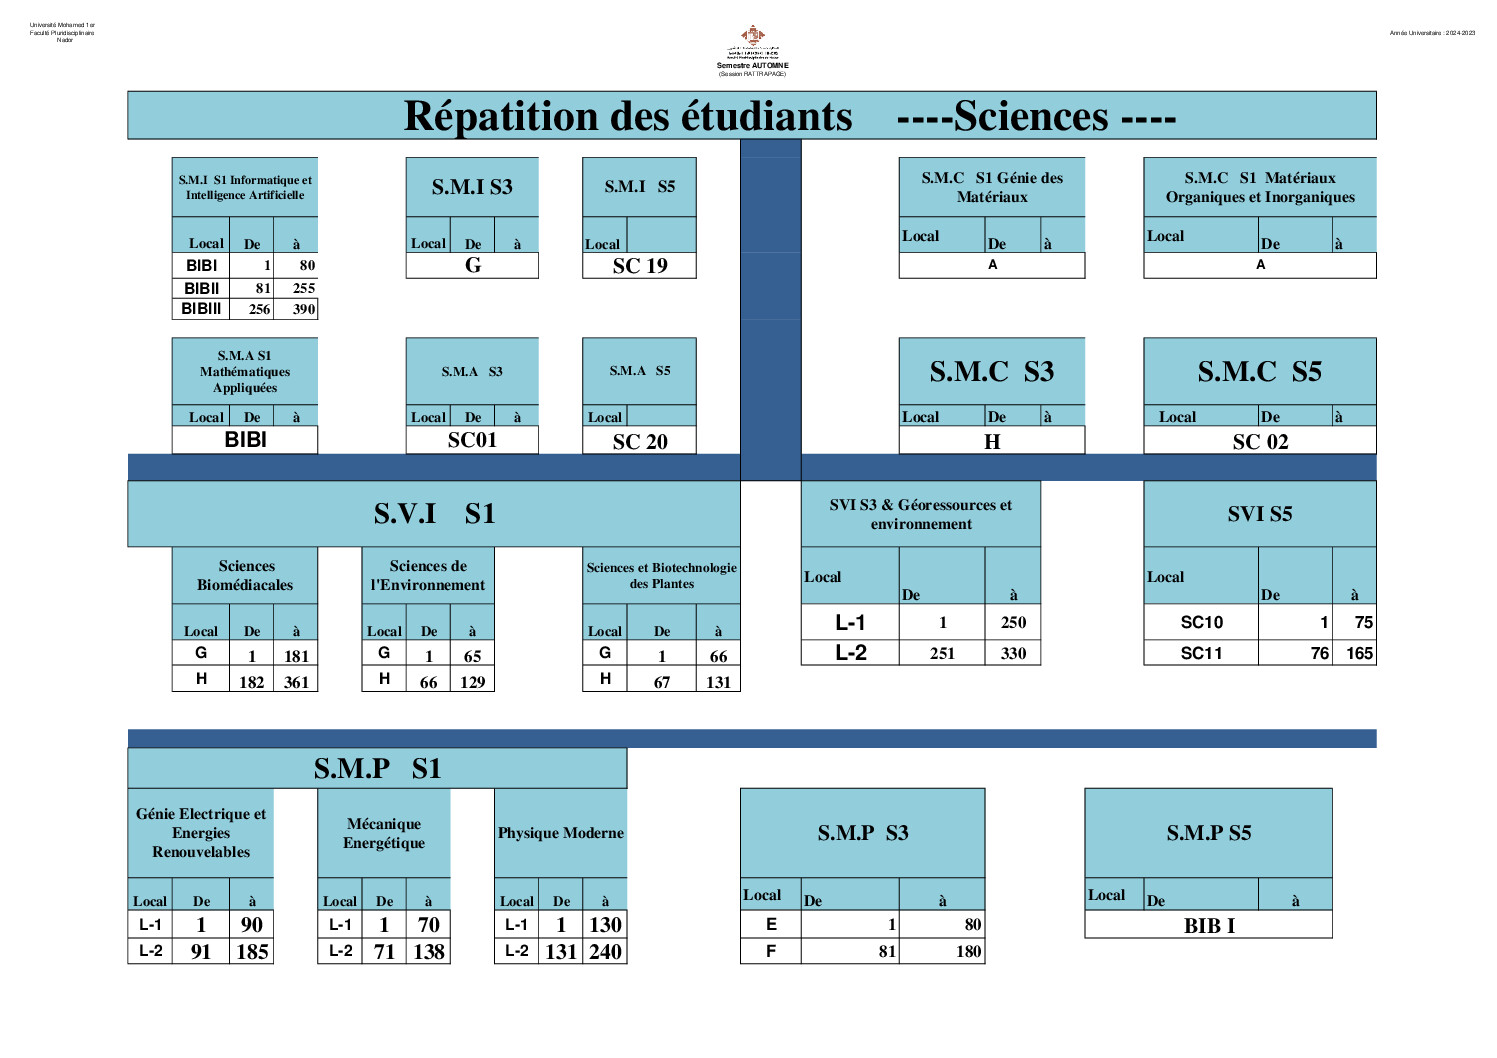 Université Mohamed 1er
Faculté Pluridisciplinaire
Nador
Année Universitaire : 2024-2023
Semestre AUTOMNE
(Session RATTRAPAGE)
Répatition des étudiants ----Sciences ----
S.M.I S1 Informatique et
Intelligence Artificielle
Local De à
BIBI 1 80
BIBII 81 255
BIBIII 256 390
S.M.I S3
Local De à
G
S.M.I S5
Local
SC 19
S.M.C S1 Génie des
Matériaux
Local De à
A
S.M.C S1 Matériaux
Organiques et Inorganiques
Local De à
A
S.M.A S1
Mathématiques
Appliquées
Local De à
BIBI
S.M.A S3
Local De à
SC01
S.M.A S5
Local
SC 20
S.M.C S3
Local De à
H
S.M.C S5
Local De à
SC 02
S.V.I S1
Sciences
Biomédiacales
Local De à
G 1 181
H 182 361
Sciences de
l'Environnement
Local De à
G 1 65
H 66 129
Sciences et Biotechnologie
des Plantes
Local De à
G 1 66
H 67 131
SVI S3 & Géoressources et
environnement
Local De à
L-1 1 250
L-2 251 330
SVI S5
Local De à
SC10 1 75
SC11 76 165
S.M.P S1
Génie Electrique et
Energies
Renouvelables
Local De à
L-1 1 90
L-2 91 185
Mécanique
Energétique
Local De à
L-1 1 70
L-2 71 138
Physique Moderne
Local De à
L-1 1 130
L-2 131 240
S.M.P S3
Local De à
E 1 80
F 81 180
S.M.P S5
Local De à
BIB I